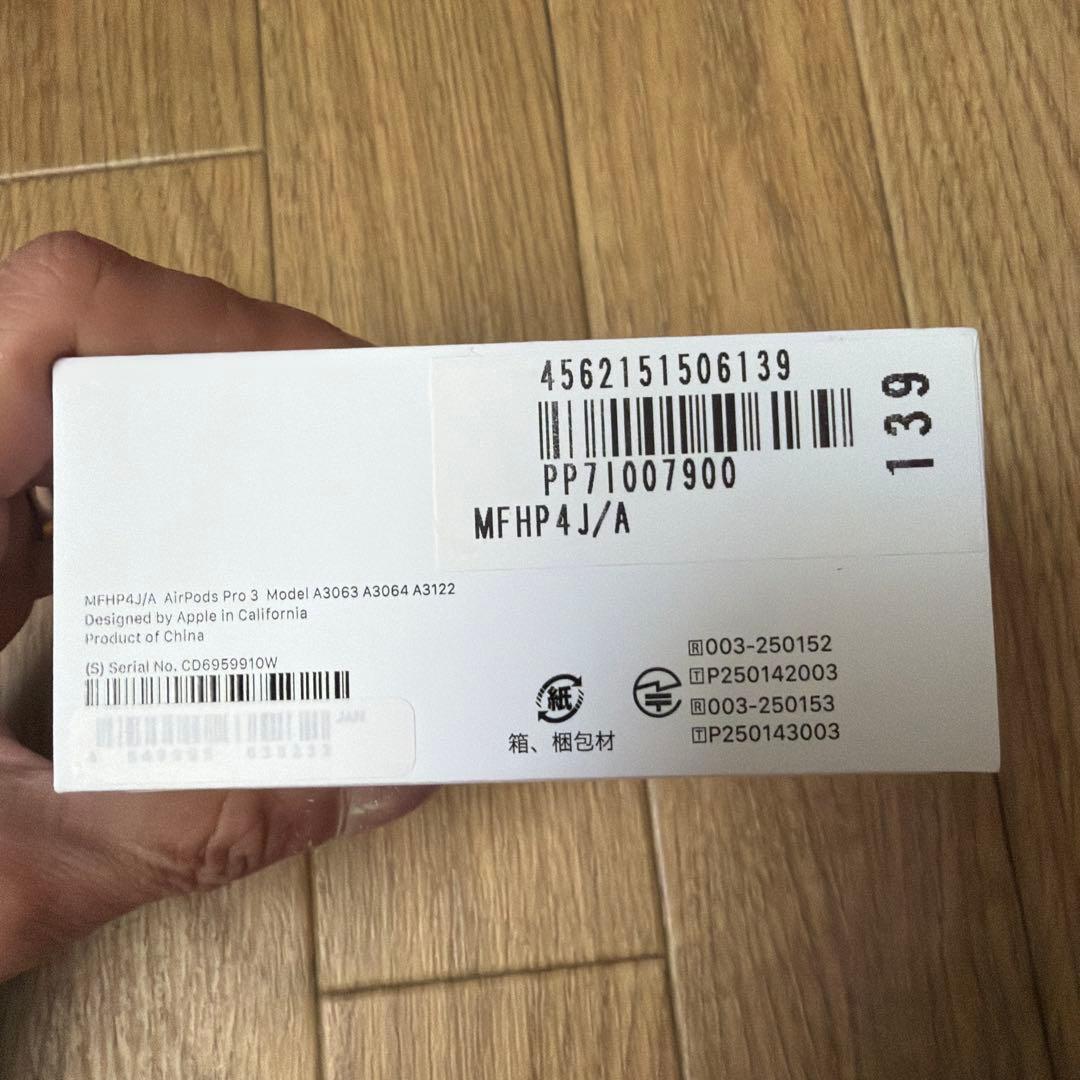 4562151506139
PP71007900
MFHP4J/A
139
MFHP4J/A AirPods Pro 3 Model A3063 A3064 A3122
Designed by Apple in California
Product of China
(S) Serial No. CD6959910W
JAN
紙
箱、梱包材
R003-250152
TP250142003
R003-250153
TP250143003